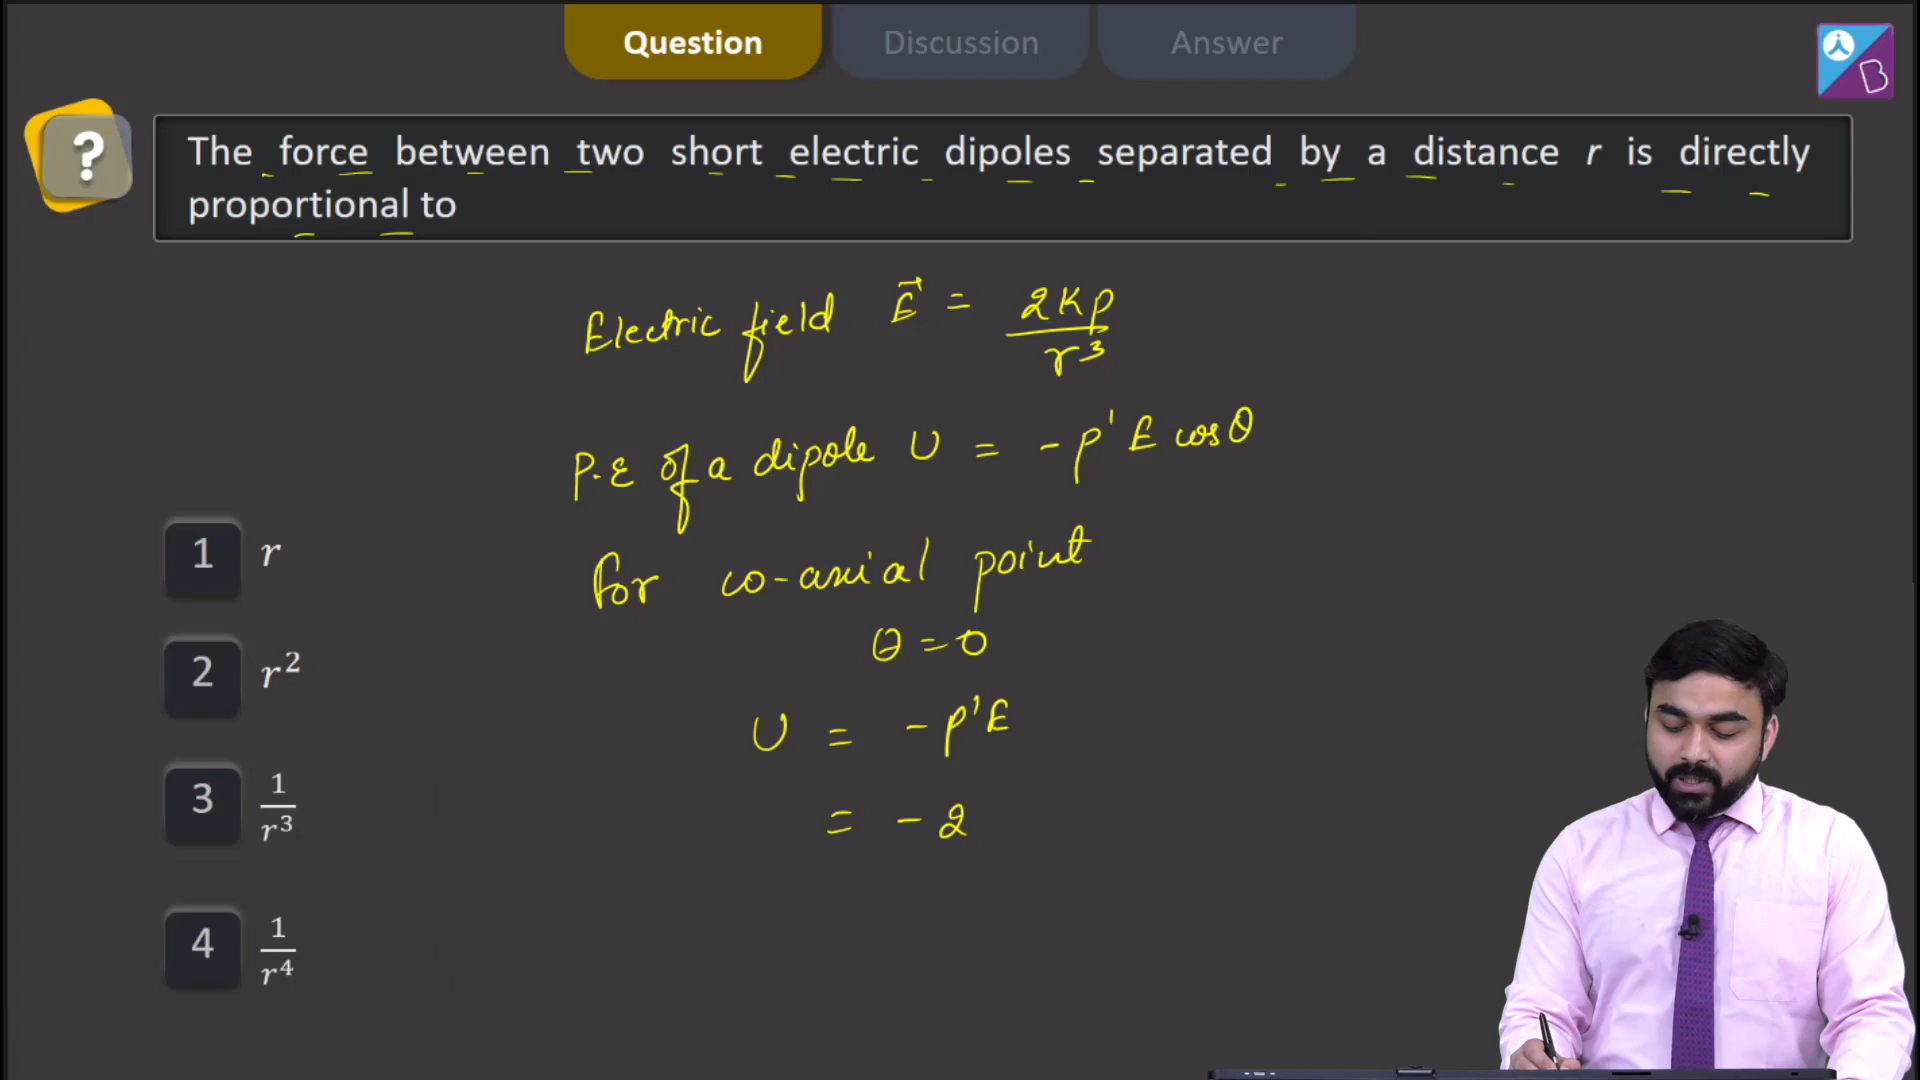 Question
Discussion
Answer
?
The force between two short electric dipoles separated by a distance r is directly
proportional to
Electric field E⃗ = 2kp/r³
P.E of a dipole U = -p'E cosθ
for co-axial point
θ = 0
U = -p'E
= -2
1 r
2 r²
3 1/r³
4 1/r⁴
B